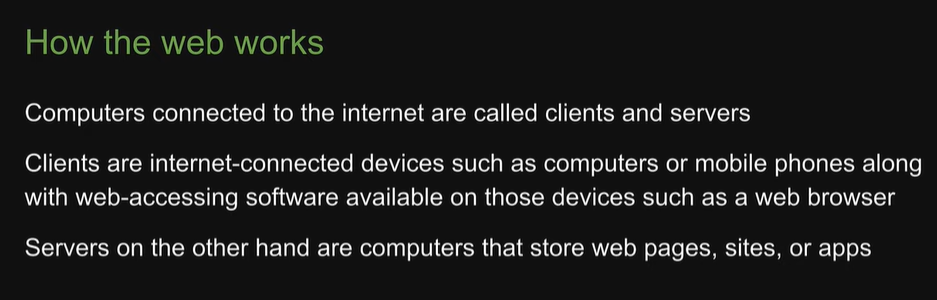 How the web works
Computers connected to the internet are called clients and servers
Clients are internet-connected devices such as computers or mobile phones along
with web-accessing software available on those devices such as a web browser
Servers on the other hand are computers that store web pages, sites, or apps